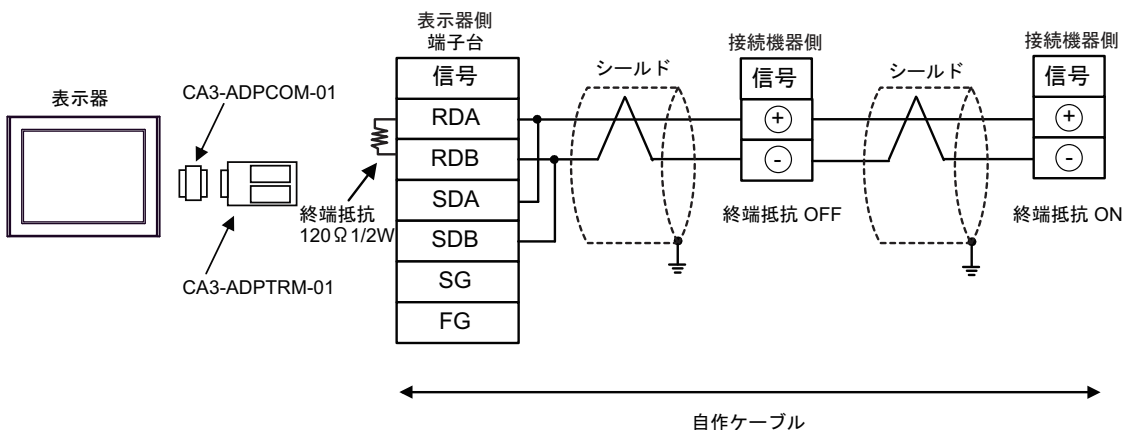 表示器
CA3-ADPCOM-01
CA3-ADPTRM-01
終端抵抗
120Ω1/2W
表示器側
端子台
信号
RDA
RDB
SDA
SDB
SG
FG
シールド
接続機器側
信号
+
-
終端抵抗 OFF
シールド
接続機器側
信号
+
-
終端抵抗 ON
自作ケーブル